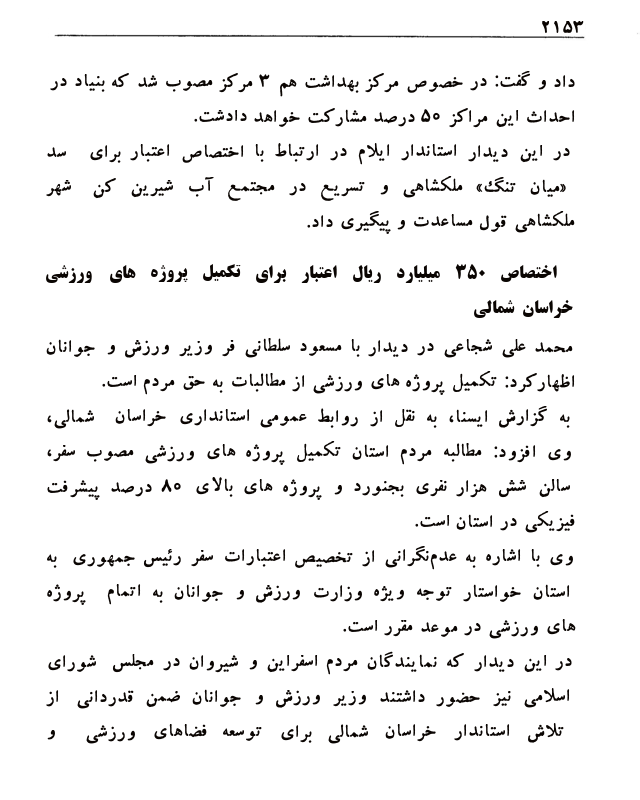 ۲۱۵۳
داد و گفت: در خصوص مرکز بهداشت هم ۳ مرکز مصوب شد که بنیاد در
احداث این مراکز ۵۰ درصد مشارکت خواهد دادشت.
در این دیدار استاندار ایلام در ارتباط با اختصاص اعتبار برای سد
«میان تنگ» ملکشاهی و تسریع در مجتمع آب شیرین کن شهر
ملکشاهی قول مساعدت و پیگیری داد.
اختصاص ۳۵۰ میلیارد ریال اعتبار برای تکمیل پروژه های ورزشی
خراسان شمالی
محمد علی شجاعی در دیدار با مسعود سلطانی فر وزیر ورزش و جوانان
اظهارکرد: تکمیل پروژه های ورزشی از مطالبات به حق مردم است.
به گزارش ایسنا، به نقل از روابط عمومی استانداری خراسان شمالی،
وی افزود: مطالبه مردم استان تکمیل پروژه های ورزشی مصوب سفر،
سالن شش هزار نفری بجنورد و پروژه های بالای ۸۰ درصد پیشرفت
فیزیکی در استان است.
وی با اشاره به عدم‌نگرانی از تخصیص اعتبارات سفر رئیس جمهوری به
استان خواستار توجه ویژه وزارت ورزش و جوانان به اتمام پروژه
های ورزشی در موعد مقرر است.
در این دیدار که نمایندگان مردم اسفراین و شیروان در مجلس شورای
اسلامی نیز حضور داشتند وزیر ورزش و جوانان ضمن قدردانی از
تلاش استاندار خراسان شمالی برای توسعه فضاهای ورزشی و